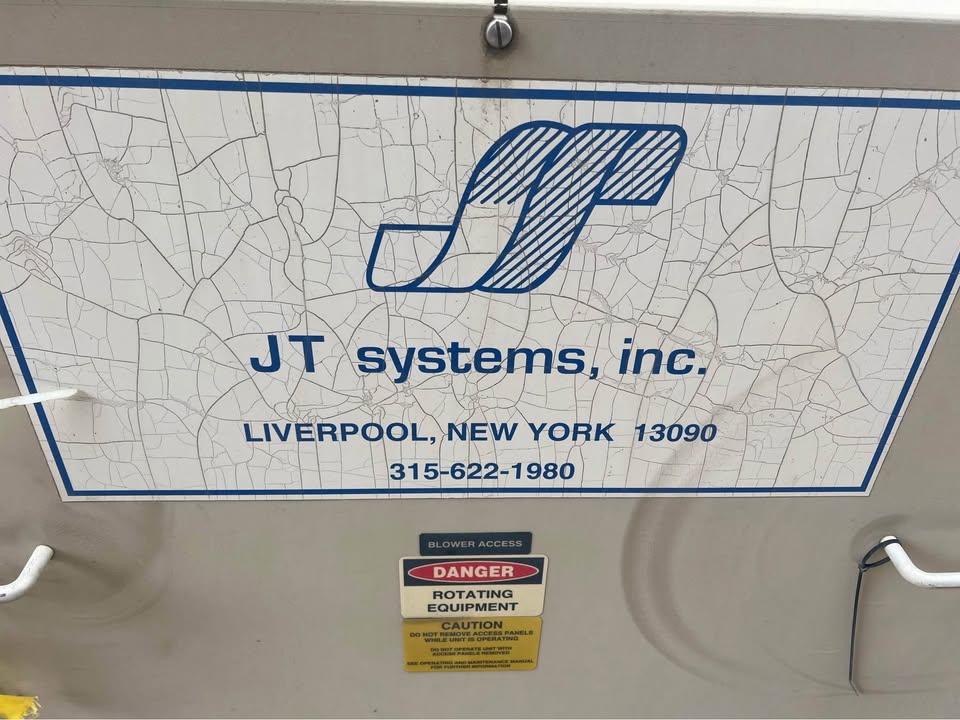 JT systems, inc.
LIVERPOOL, NEW YORK 13090
315-622-1980
BLOWER ACCESS
DANGER
ROTATING
EQUIPMENT
CAUTION
DO NOT REMOVE ACCESS PANELS
WHILE UNIT IS OPERATING
DO NOT OPERATE UNIT WITH
ACCESS PANELS REMOVED
SEE OPERATING AND MAINTENANCE MANUAL
FOR FURTHER INFORMATION